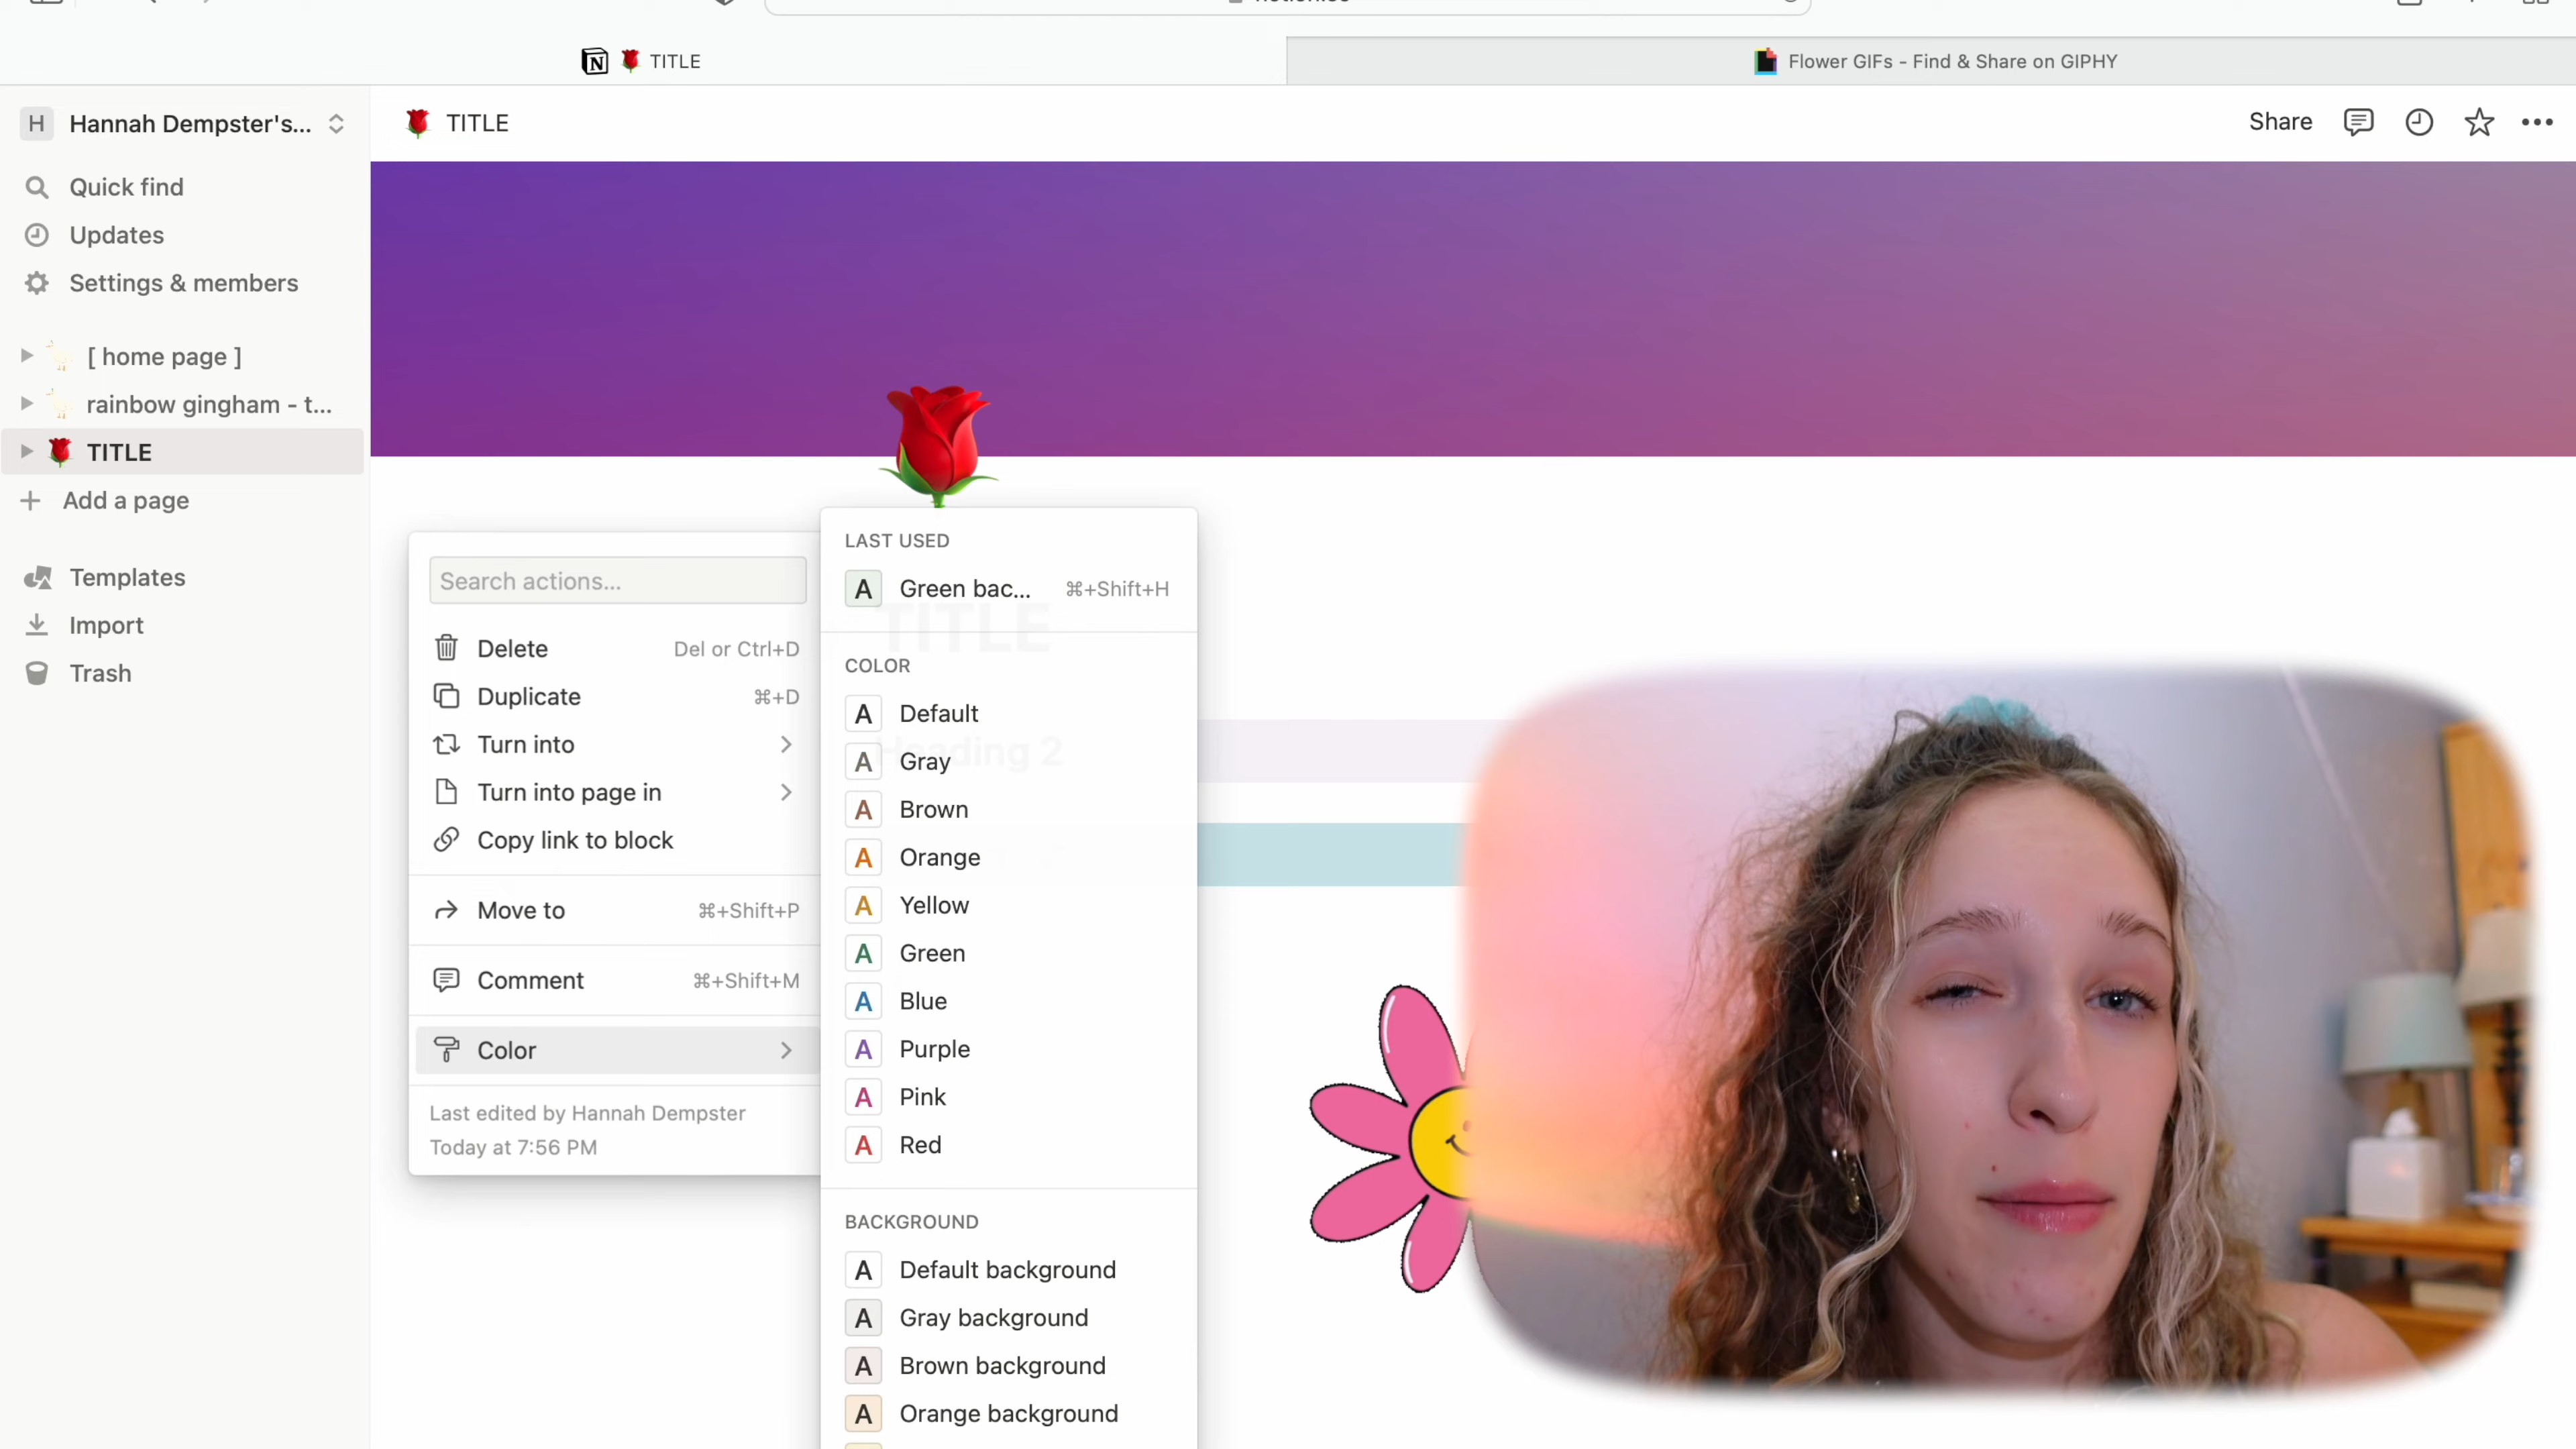 TITLE
Flower GIFs - Find & Share on GIPHY
H
Hannah Dempster's...
TITLE
Share
Quick find
Updates
Settings & members
[ home page ]
rainbow gingham - t...
TITLE
Add a page
Templates
Import
Trash
Search actions...
Delete Del or Ctrl+D
Duplicate ⌘+D
Turn into
Turn into page in
Copy link to block
Move to ⌘+Shift+P
Comment ⌘+Shift+M
Color
Last edited by Hannah Dempster
Today at 7:56 PM
LAST USED
A Green bac... ⌘+Shift+H
TITLE
COLOR
A Default
Heading 2
A Gray
A Brown
A Orange
A Yellow
A Green
A Blue
A Purple
A Pink
A Red
BACKGROUND
A Default background
A Gray background
A Brown background
A Orange background